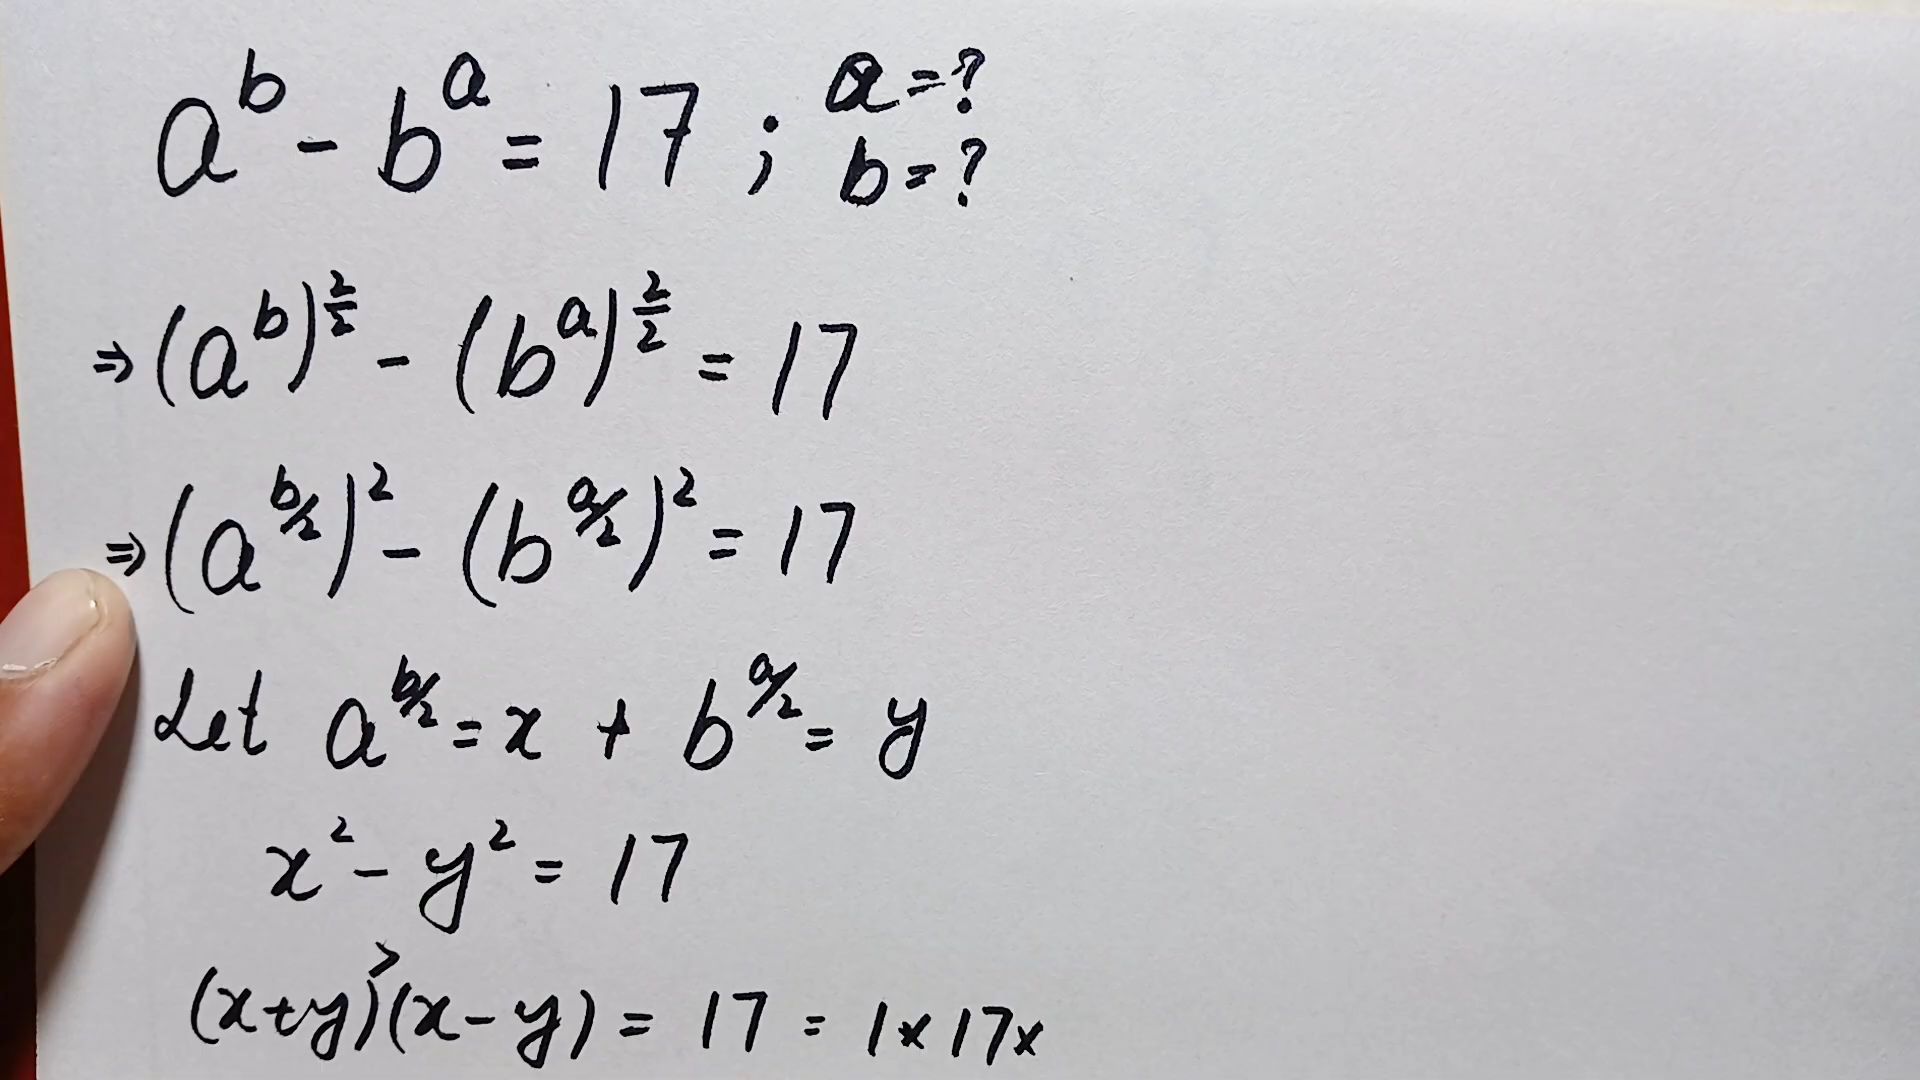 a^b - b^a = 17 ; a = ?
b = ?
⇒ (a^b)^{2/2} - (b^a)^{2/2} = 17
⇒ (a^{b/2})^2 - (b^{a/2})^2 = 17
Let a^{b/2} = x + b^{a/2} = y
x^2 - y^2 = 17
(x+y)^>(x-y) = 17 = 1×17×